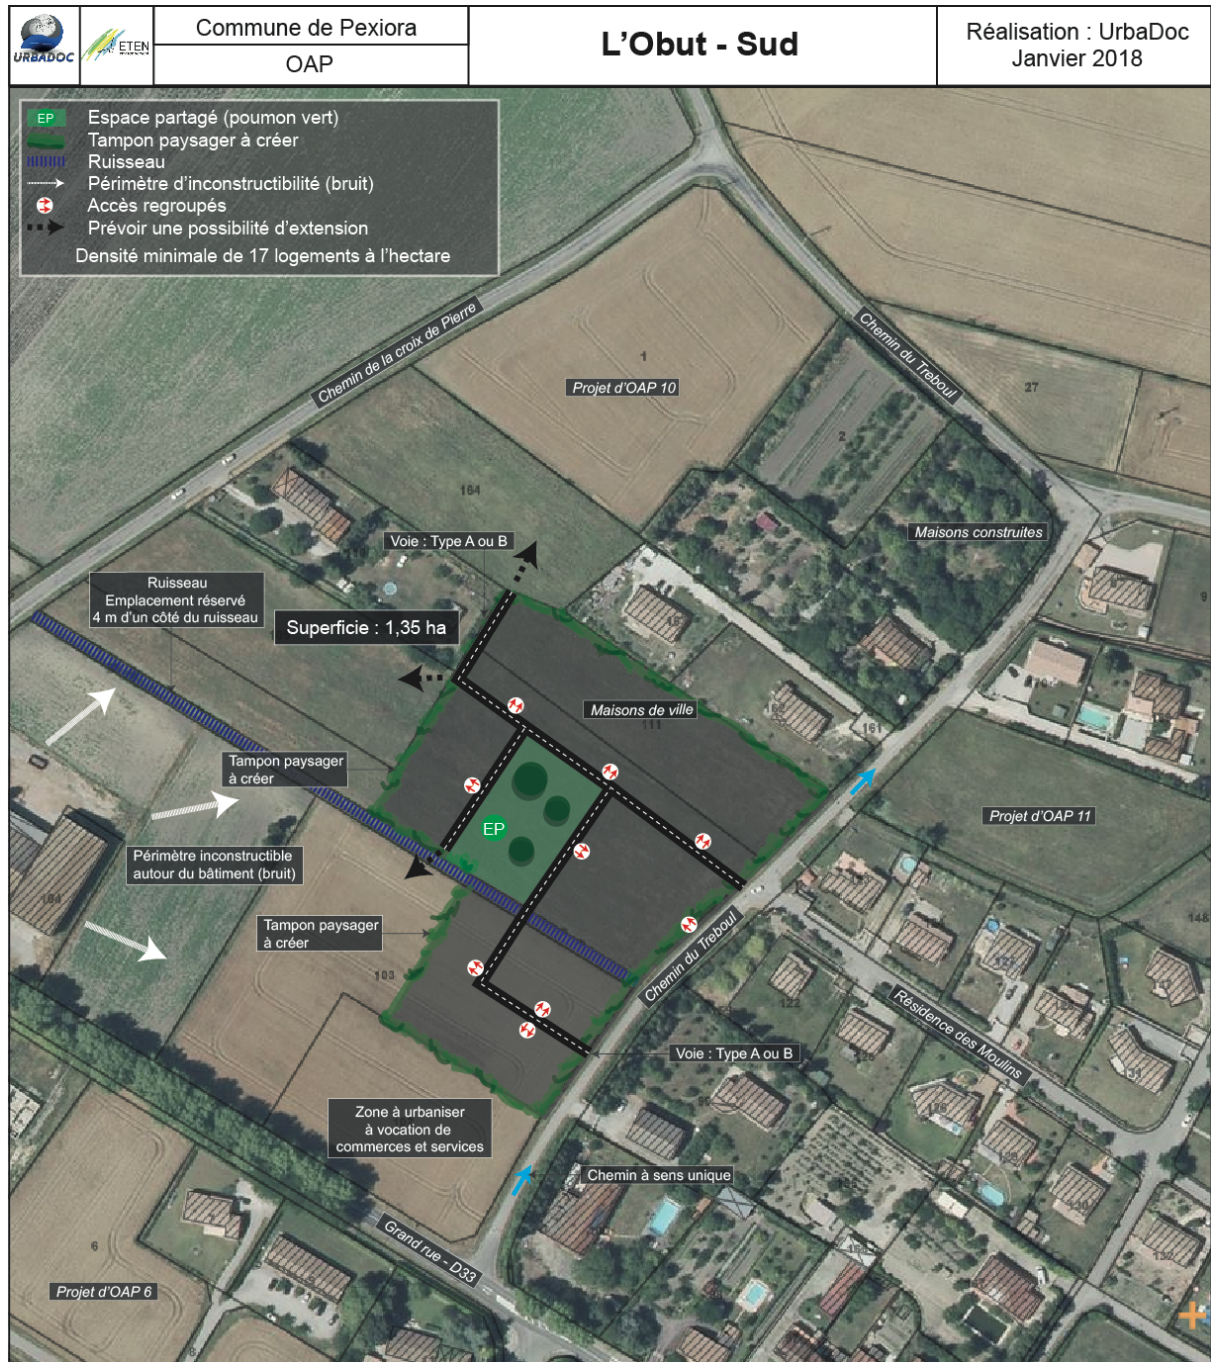 URBADOC
ETEN
Commune de Pexiora
OAP
L'Obut - Sud
Réalisation : UrbaDoc
Janvier 2018
EP Espace partagé (poumon vert)
Tampon paysager à créer
Ruisseau
Périmètre d'inconstructibilité (bruit)
Accès regroupés
Prévoir une possibilité d'extension
Densité minimale de 17 logements à l'hectare
Chemin de la croix de Pierre
Chemin du Treboul
1
Projet d'OAP 10
27
2
164
Maisons construites
Voie : Type A ou B
Ruisseau
Emplacement réservé
4 m d'un côté du ruisseau
Superficie : 1,35 ha
9
Maisons de ville
111
161
Tampon paysager
à créer
Projet d'OAP 11
EP
Périmètre inconstructible
autour du bâtiment (bruit)
Tampon paysager
à créer
103
Chemin du Treboul
148
122
Résidence des Moulins
Voie : Type A ou B
Zone à urbaniser
à vocation de
commerces et services
Chemin à sens unique
Grand rue - D33
6
Projet d'OAP 6
8
132